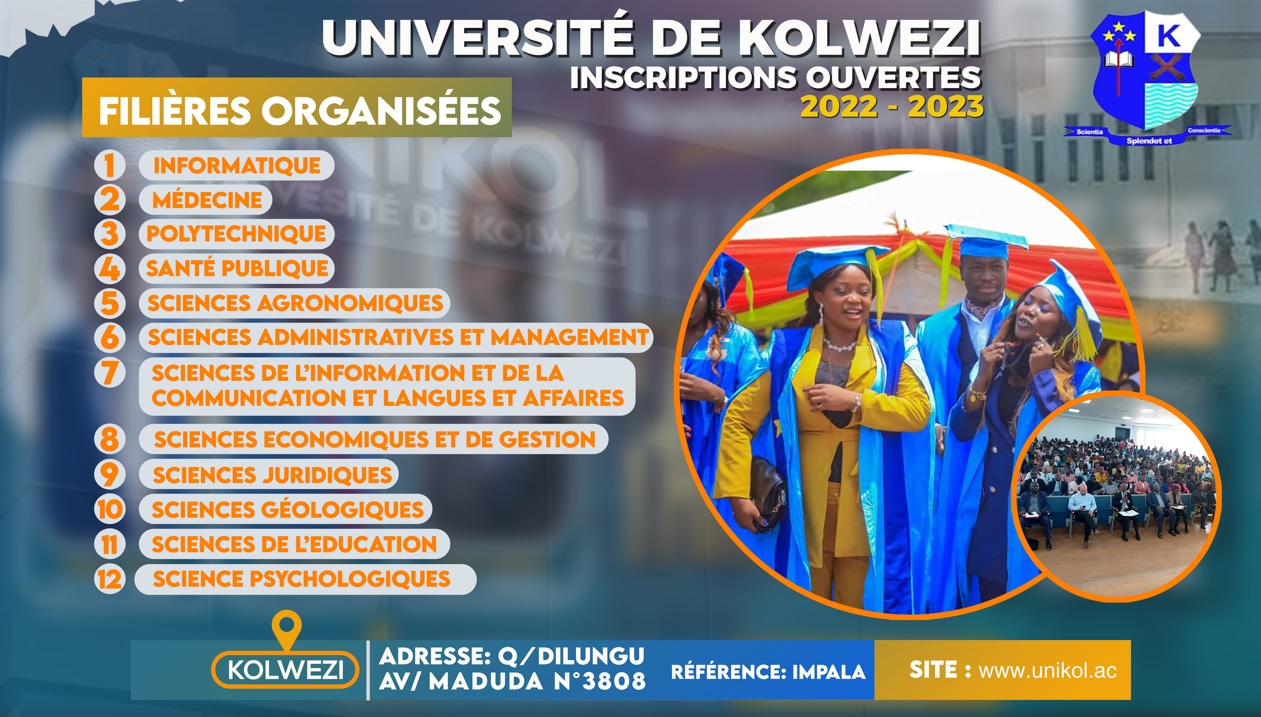 UNIVERSITÉ DE KOLWEZI
INSCRIPTIONS OUVERTES
2022 - 2023
K
Scientia
Splendet et
Conscientia
FILIÈRES ORGANISÉES
1 INFORMATIQUE
2 MÉDECINE
3 POLYTECHNIQUE
4 SANTÉ PUBLIQUE
5 SCIENCES AGRONOMIQUES
6 SCIENCES ADMINISTRATIVES ET MANAGEMENT
7 SCIENCES DE L'INFORMATION ET DE LA
COMMUNICATION ET LANGUES ET AFFAIRES
8 SCIENCES ECONOMIQUES ET DE GESTION
9 SCIENCES JURIDIQUES
10 SCIENCES GÉOLOGIQUES
11 SCIENCES DE L'EDUCATION
12 SCIENCE PSYCHOLOGIQUES
DE KOLWEZI
KOLWEZI
ADRESSE: Q/DILUNGU
AV/ MADUDA N°3808
RÉFÉRENCE: IMPALA
SITE : www.unikol.ac